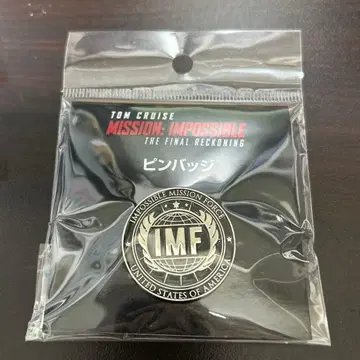 TOM CRUISE
MISSION: IMPOSSIBLE
THE FINAL RECKONING
ピンバッジ
IMPOSSIBLE MISSION FORCE
IMF
UNITED STATES OF AMERICA